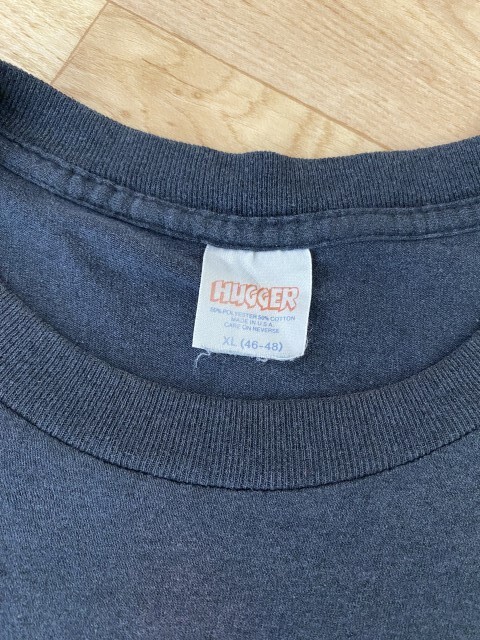 HUGGER
50% POLYESTER 50% COTTON
MADE IN U.S.A.
CARE ON REVERSE
XL (46-48)